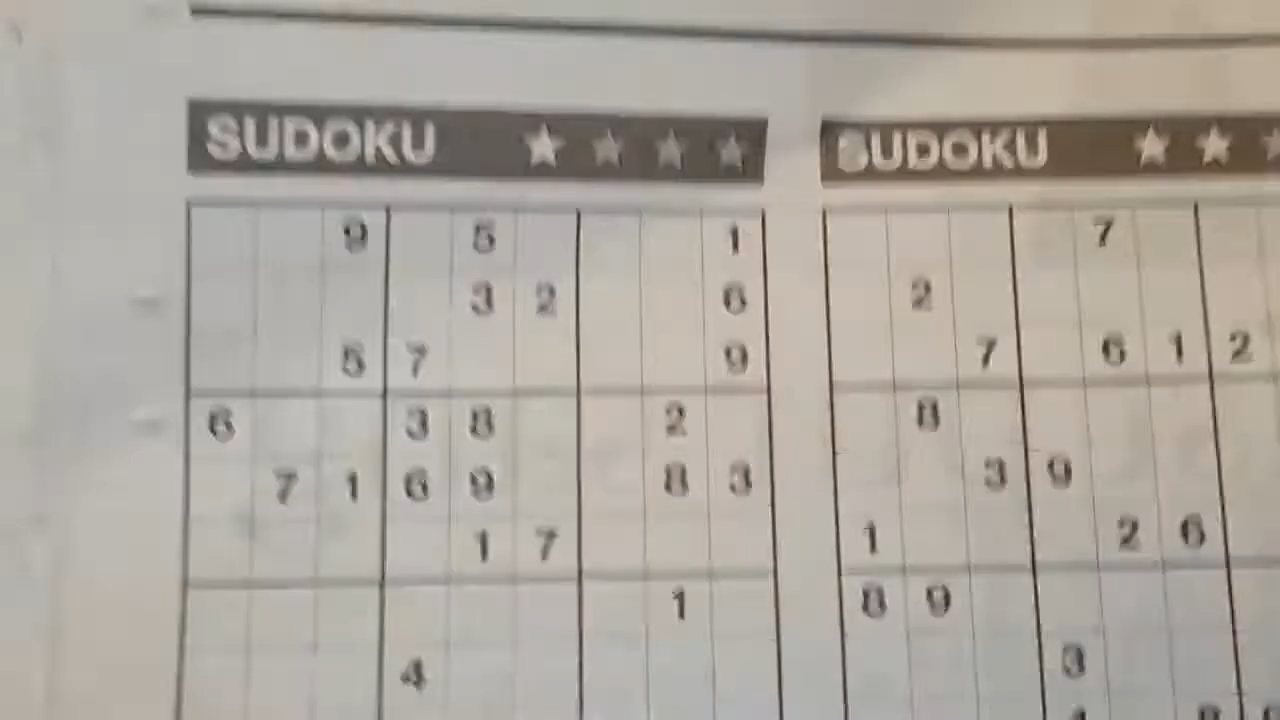 SUDOKU
9 5 1
3 2 6
5 7 9
6 3 8 2
7 1 6 9 8 3
1 7
1
4
SUDOKU
7
2
7 6 1 2
8
3 9
1 2 6
8 9
3